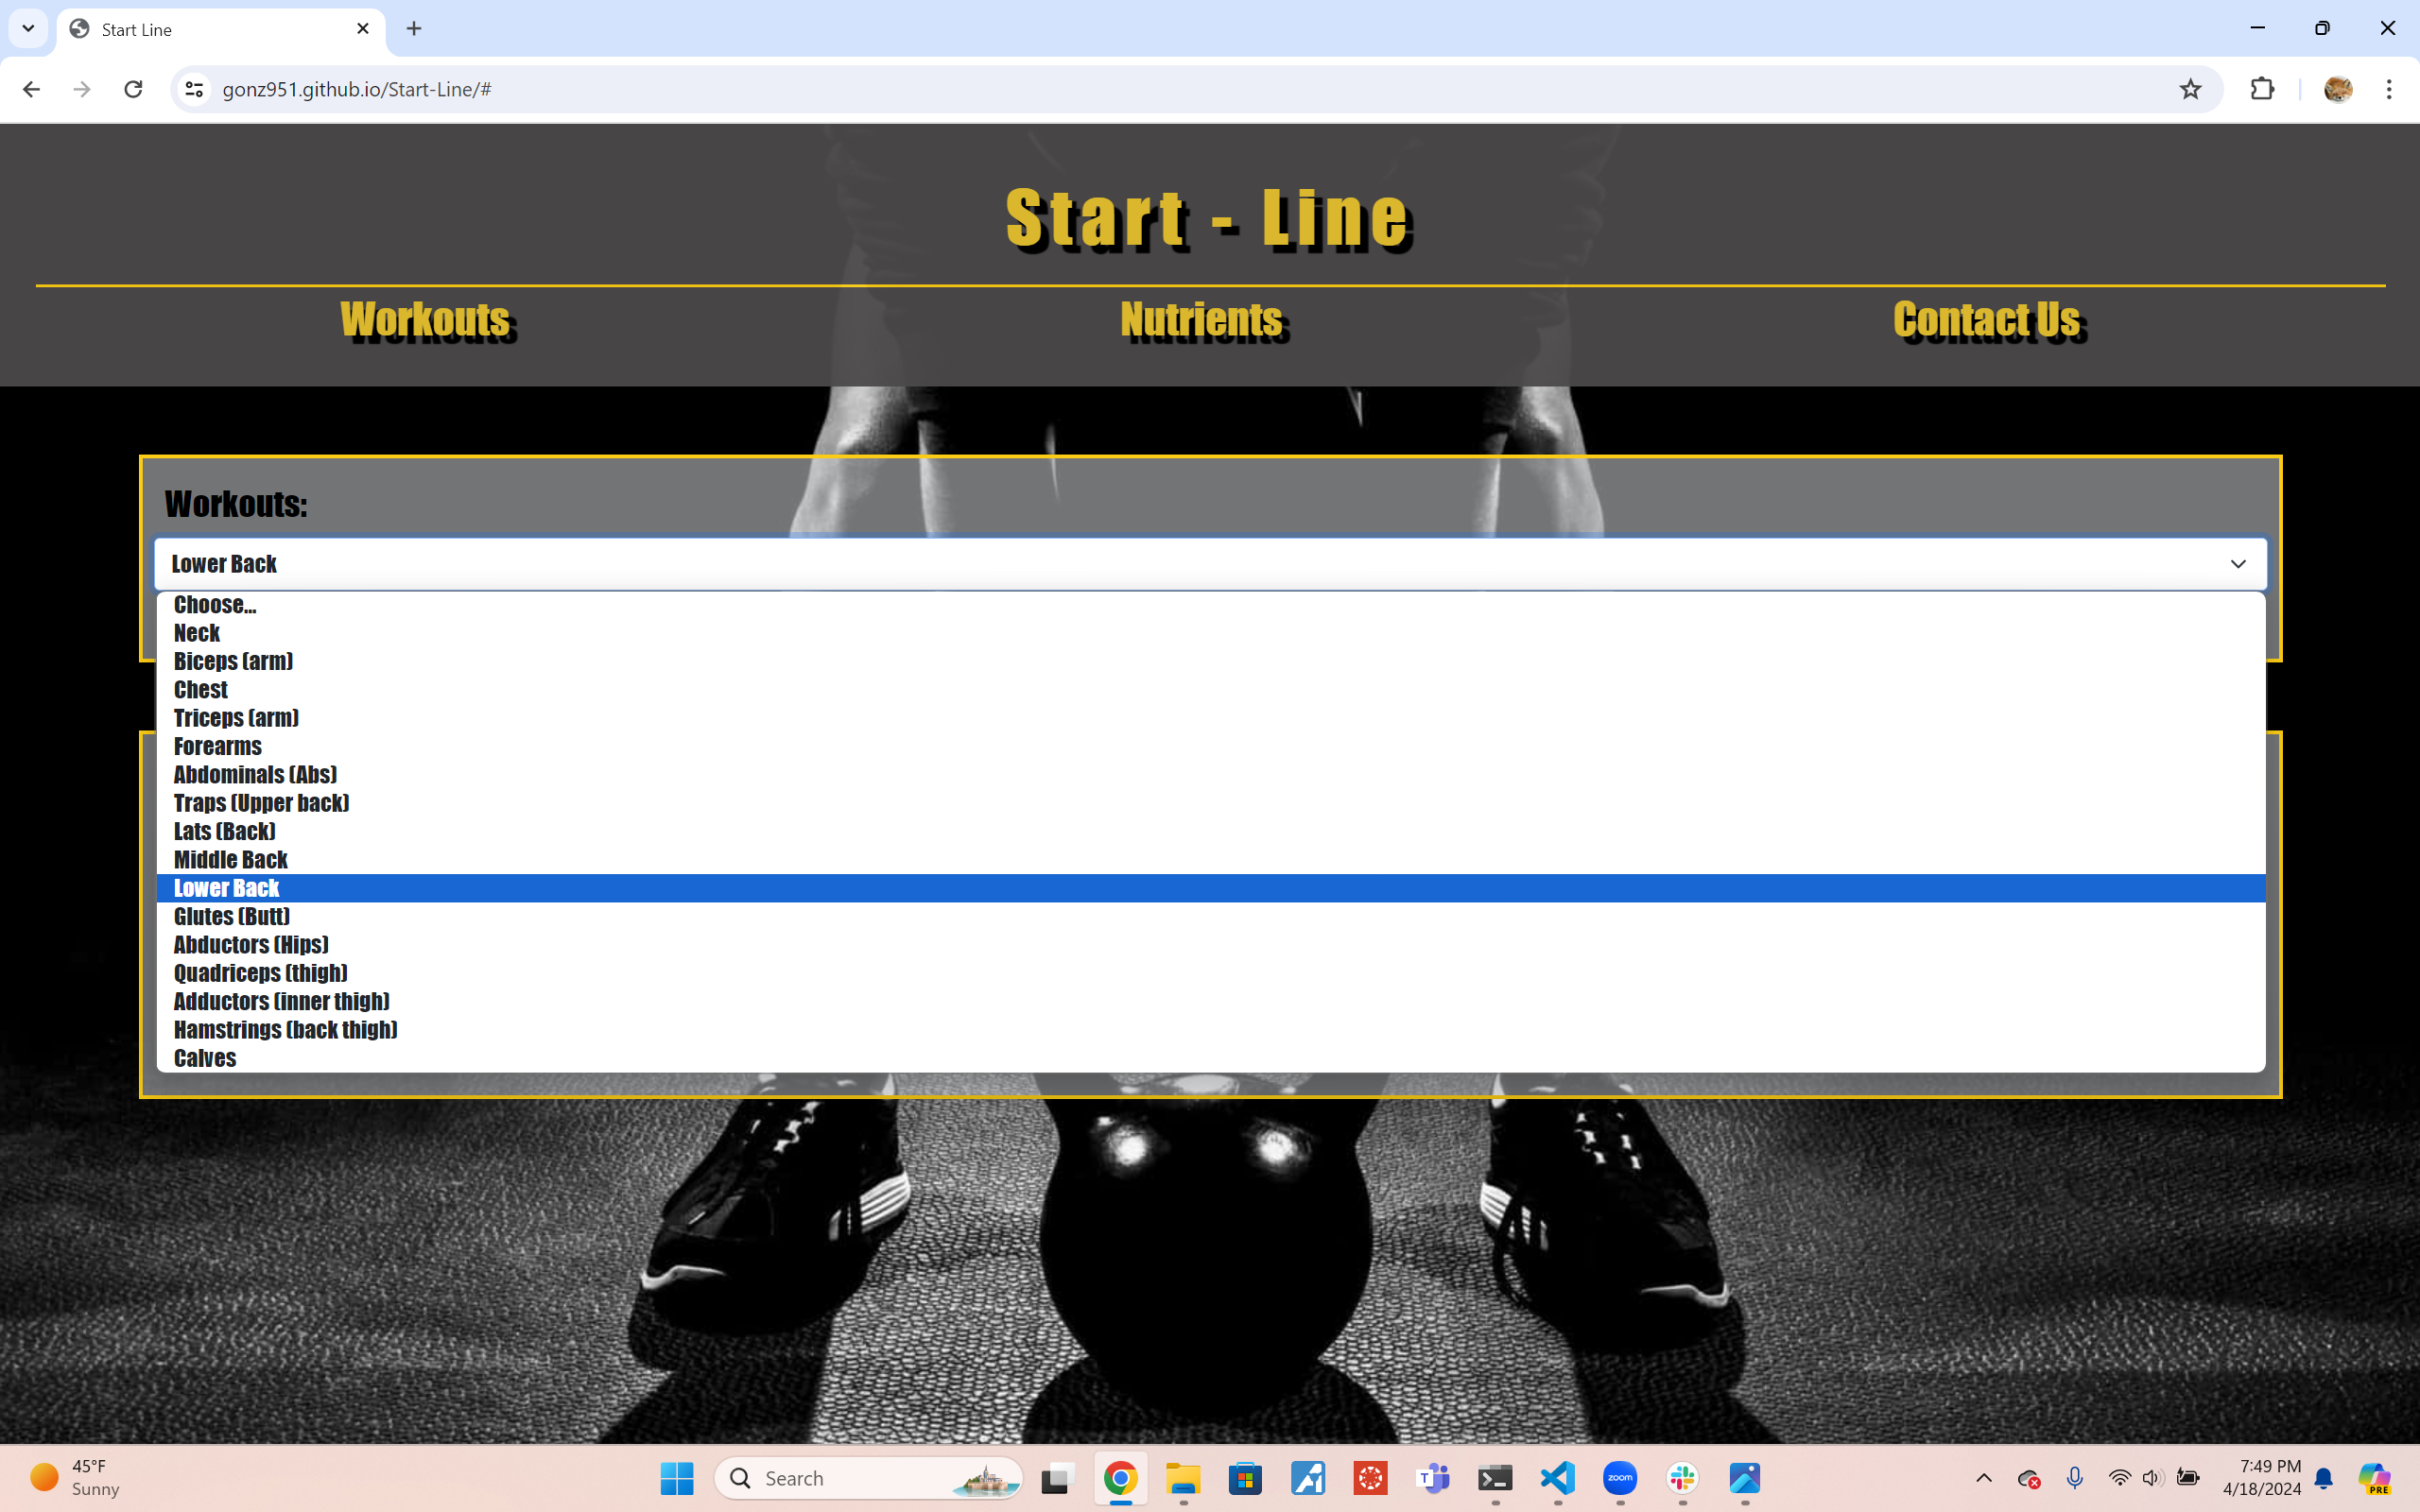 Start Line
gonz951.github.io/Start-Line/#
Start - Line
Workouts Nutrients Contact Us
Workouts:
Lower Back
Choose...
Neck
Biceps (arm)
Chest
Triceps (arm)
Forearms
Abdominals (Abs)
Traps (Upper back)
Lats (Back)
Middle Back
Lower Back
Glutes (Butt)
Abductors (Hips)
Quadriceps (thigh)
Adductors (inner thigh)
Hamstrings (back thigh)
Calves
45°F
Sunny
Search
T
zoom
7:49 PM
4/18/2024
PRE